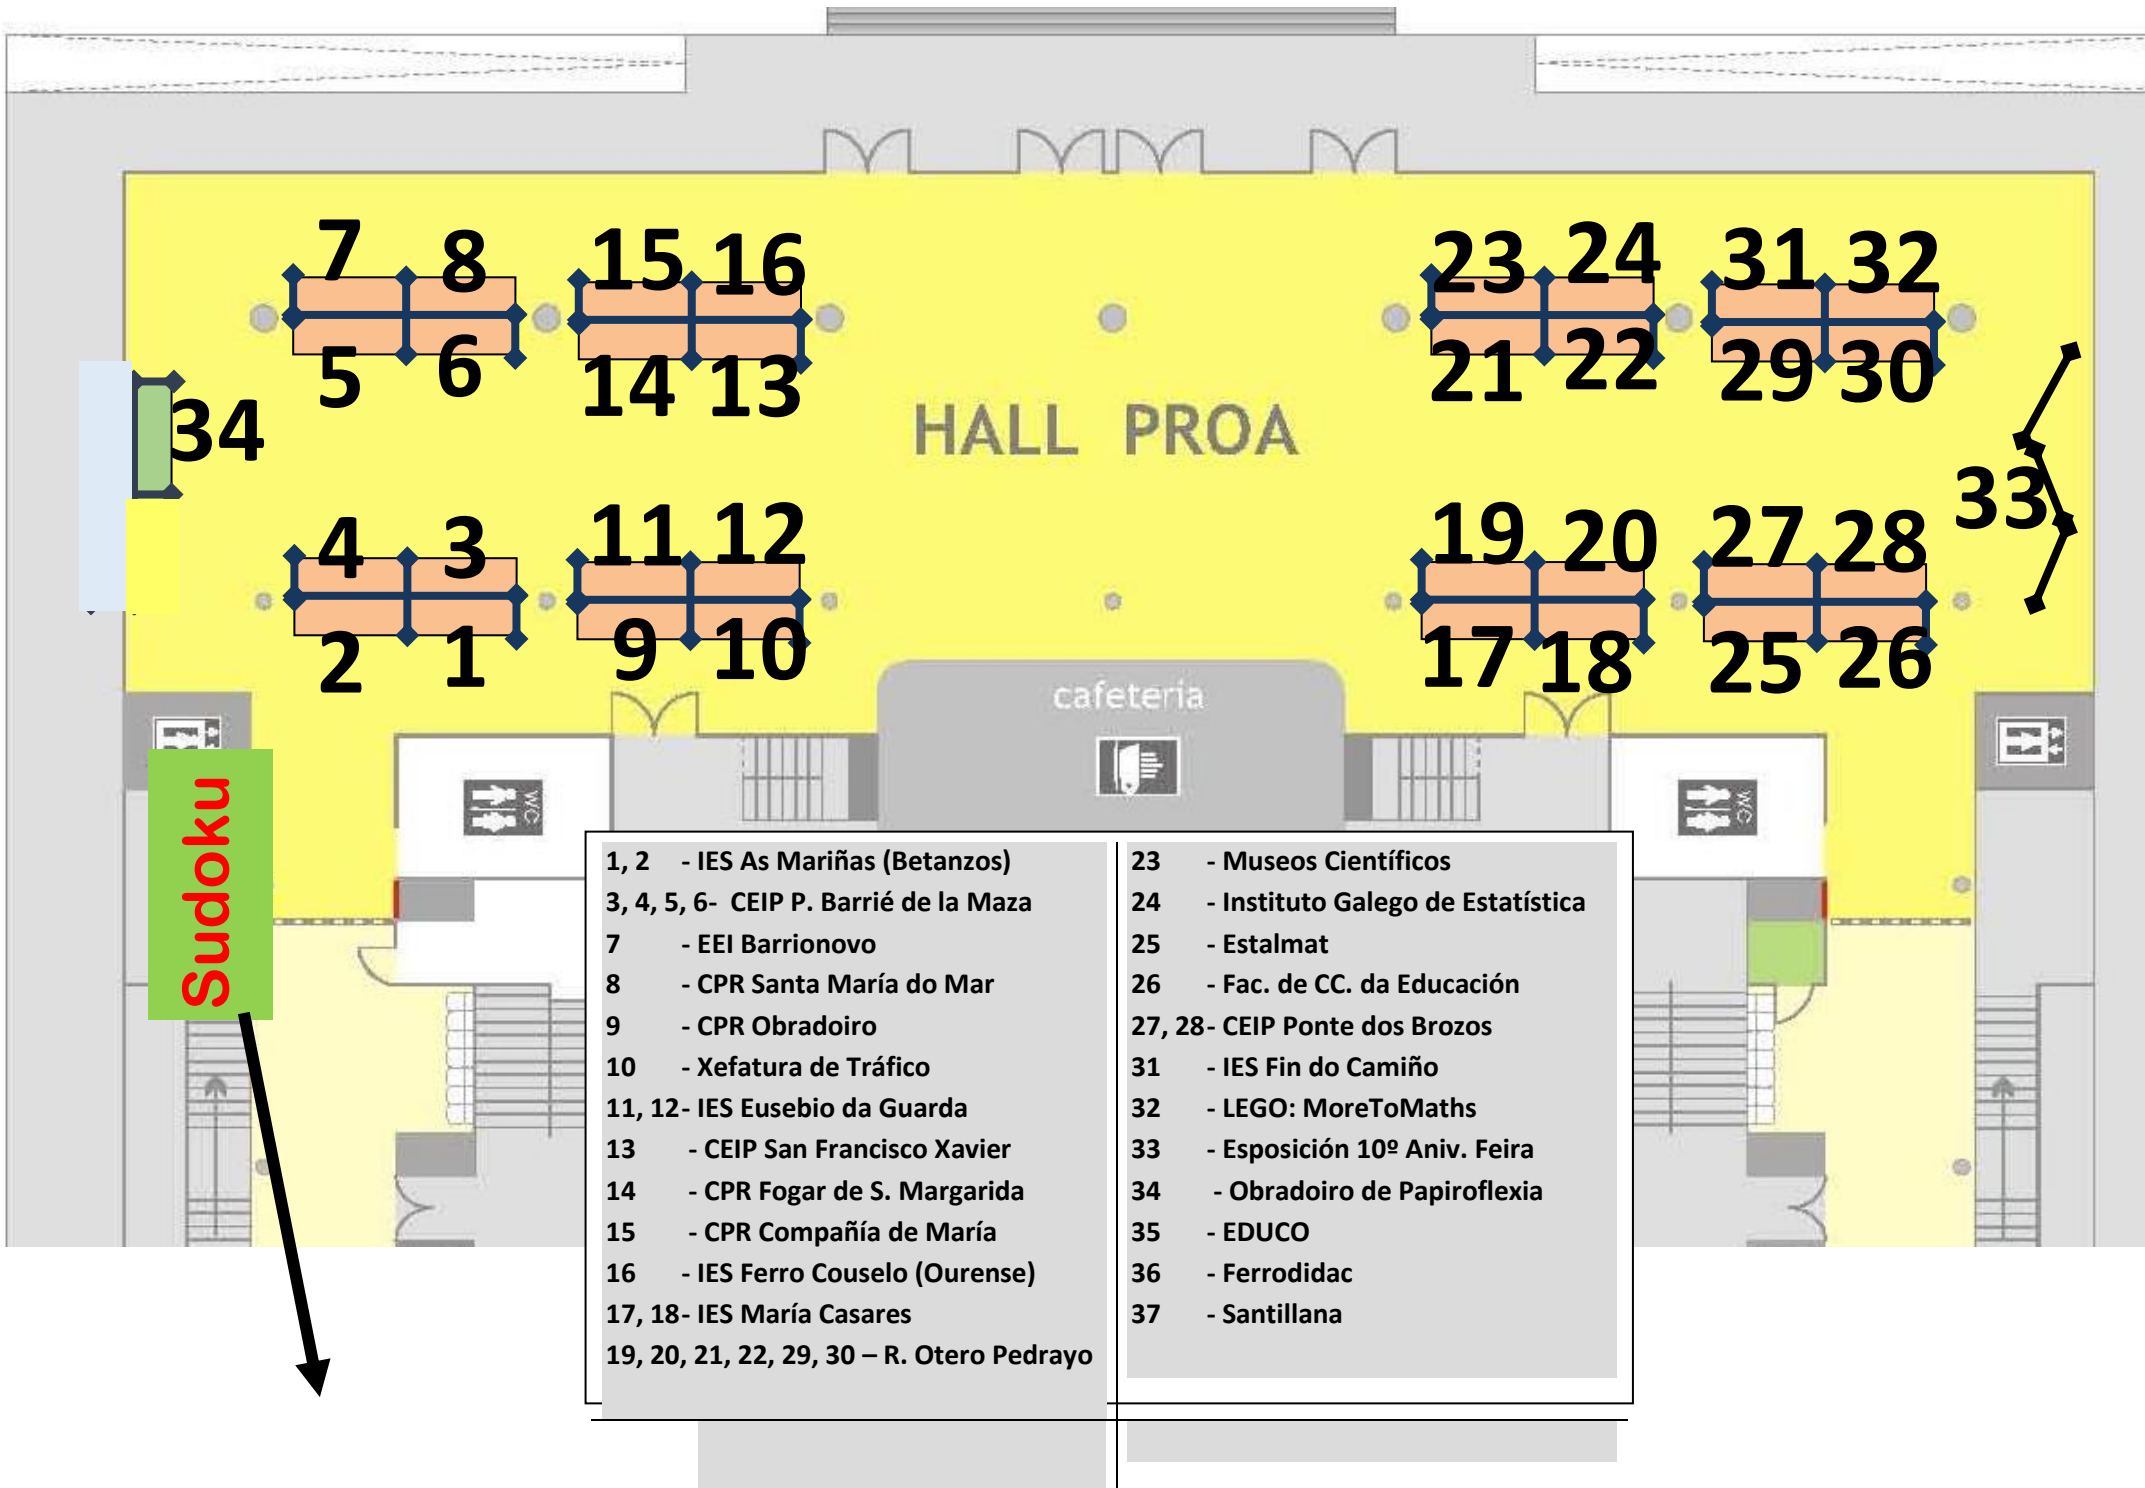 7 8 15 16 23 24 31 32
5 6 14 13 21 22 29 30
34
HALL PROA
33
4 3 11 12 19 20 27 28
2 1 9 10 17 18 25 26
cafeteria
WC
WC
Sudoku
1, 2 - IES As Mariñas (Betanzos)
3, 4, 5, 6- CEIP P. Barrié de la Maza
7 - EEI Barrionovo
8 - CPR Santa María do Mar
9 - CPR Obradoiro
10 - Xefatura de Tráfico
11, 12- IES Eusebio da Guarda
13 - CEIP San Francisco Xavier
14 - CPR Fogar de S. Margarida
15 - CPR Compañía de María
16 - IES Ferro Couselo (Ourense)
17, 18- IES María Casares
19, 20, 21, 22, 29, 30 – R. Otero Pedrayo
23 - Museos Científicos
24 - Instituto Galego de Estatística
25 - Estalmat
26 - Fac. de CC. da Educación
27, 28- CEIP Ponte dos Brozos
31 - IES Fin do Camiño
32 - LEGO: MoreToMaths
33 - Esposición 10º Aniv. Feira
34 - Obradoiro de Papiroflexia
35 - EDUCO
36 - Ferrodidac
37 - Santillana